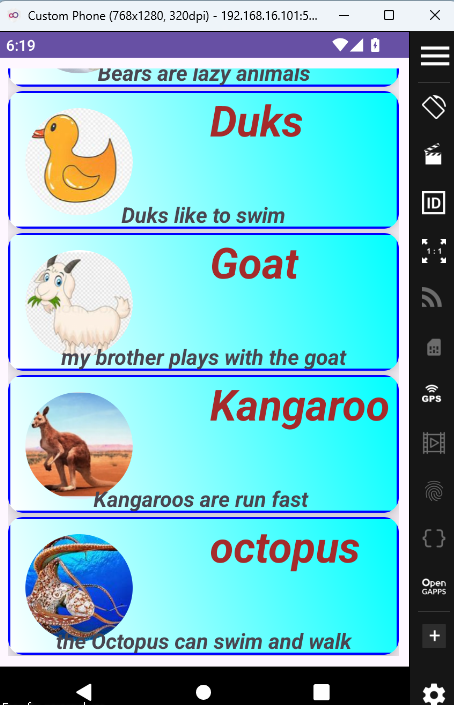 Custom Phone (768x1280, 320dpi) - 192.168.16.101:5...
6:19
Bears are lazy animals
Duks
Duks like to swim
Goat
my brother plays with the goat
Kangaroo
Kangaroos are run fast
octopus
the Octopus can swim and walk
ID
1 : 1
GPS
Open
GAPPS